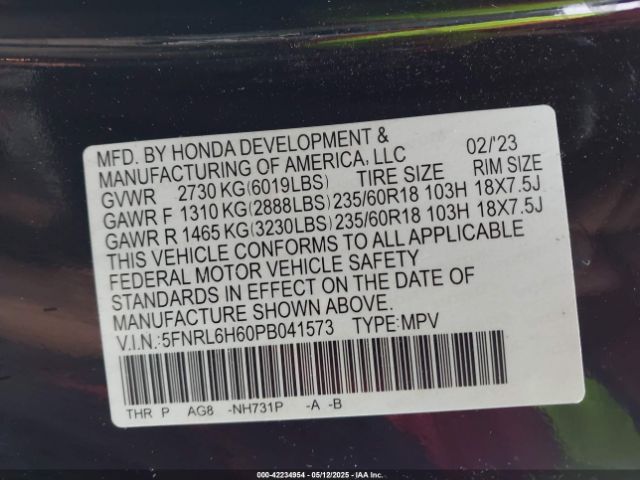 MFD. BY HONDA DEVELOPMENT &
MANUFACTURING OF AMERICA, LLC 02/'23
GVWR 2730 KG(6019LBS) TIRE SIZE RIM SIZE
GAWR F 1310 KG(2888LBS) 235/60R18 103H 18X7.5J
GAWR R 1465 KG(3230LBS) 235/60R18 103H 18X7.5J
THIS VEHICLE CONFORMS TO ALL APPLICABLE
FEDERAL MOTOR VEHICLE SAFETY
STANDARDS IN EFFECT ON THE DATE OF
MANUFACTURE SHOWN ABOVE.
V.I.N.:5FNRL6H60PB041573 TYPE:MPV
THR P AG8 -NH731P -A -B
000-42234954 - 05/12/2025 - IAAI.COM